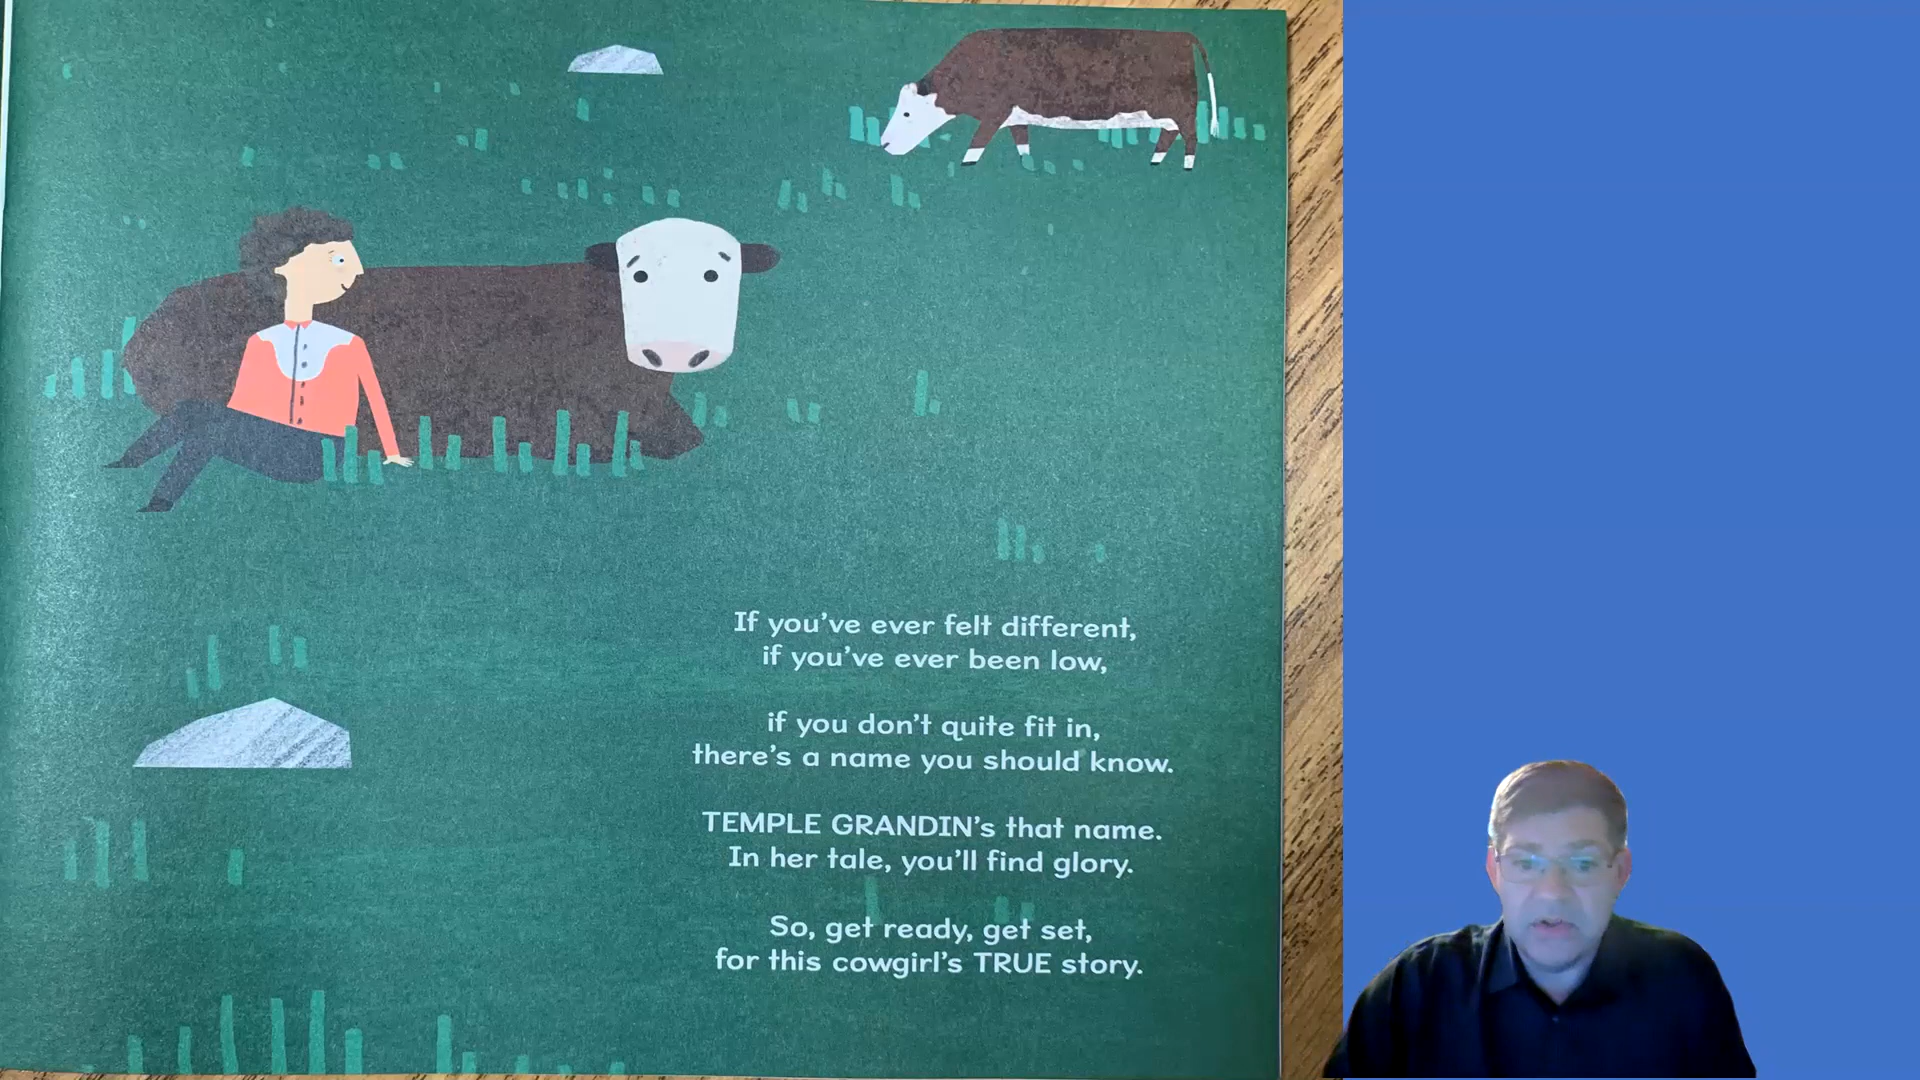 If you've ever felt different,
if you've ever been low,
if you don't quite fit in,
there's a name you should know.
TEMPLE GRANDIN's that name.
In her tale, you'll find glory.
So, get ready, get set,
for this cowgirl's TRUE story.